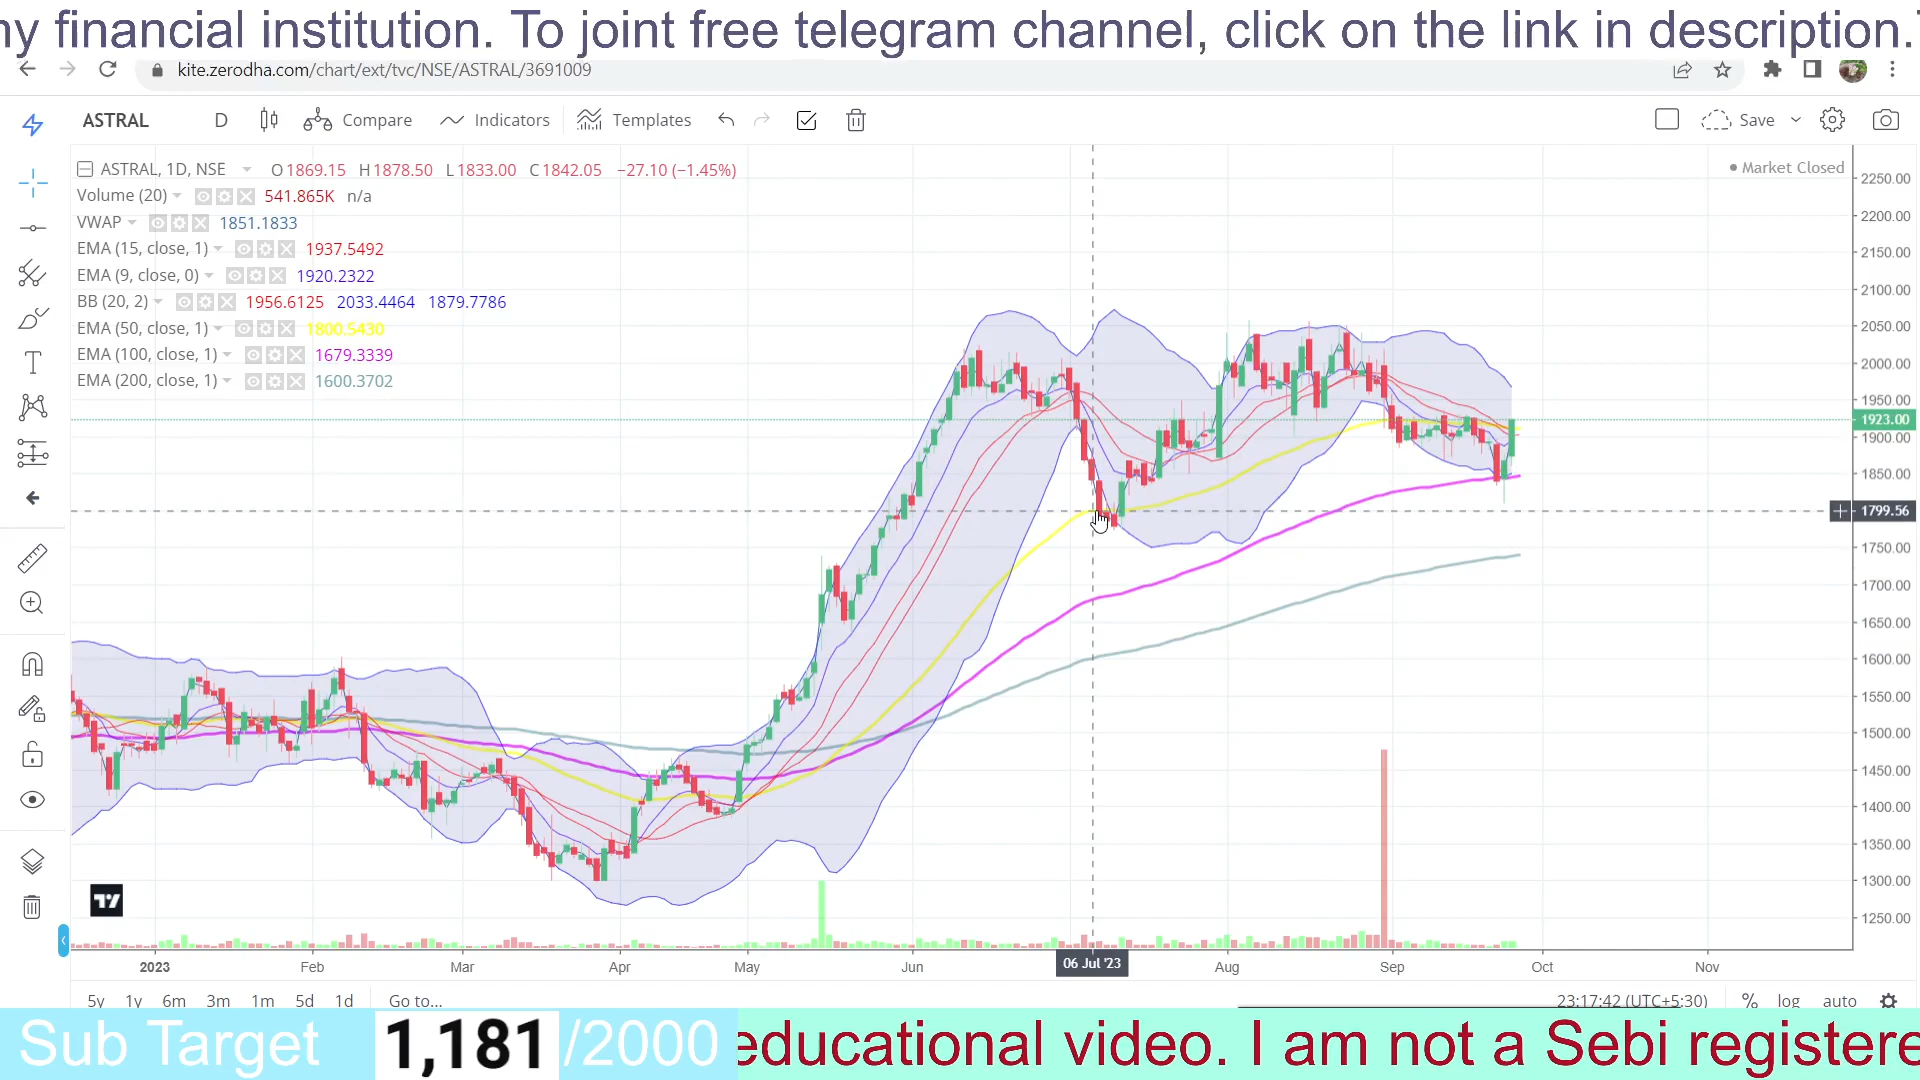 ny financial institution. To joint free telegram channel, click on the link in description.
kite.zerodha.com/chart/ext/tvc/NSE/ASTRAL/3691009
ASTRAL D Compare Indicators Templates Save
ASTRAL, 1D, NSE O1869.15 H1878.50 L1833.00 C1842.05 −27.10 (−1.45%)
Market Closed
Volume (20) 541.865K n/a
VWAP 1851.1833
EMA (15, close, 1) 1937.5492
EMA (9, close, 0) 1920.2322
BB (20, 2) 1956.6125 2033.4464 1879.7786
EMA (50, close, 1) 1800.5430
EMA (100, close, 1) 1679.3339
EMA (200, close, 1) 1600.3702
2250.00
2200.00
2150.00
2100.00
2050.00
2000.00
1950.00
1923.00
1900.00
1850.00
1799.56
1750.00
1700.00
1650.00
1600.00
1550.00
1500.00
1450.00
1400.00
1350.00
1300.00
1250.00
2023 Feb Mar Apr May Jun 06 Jul '23 Aug Sep Oct Nov
5y 1y 6m 3m 1m 5d 1d Go to... 23:17:42 (UTC+5:30) % log auto
Sub Target 1,181 /2000 educational video. I am not a Sebi registere